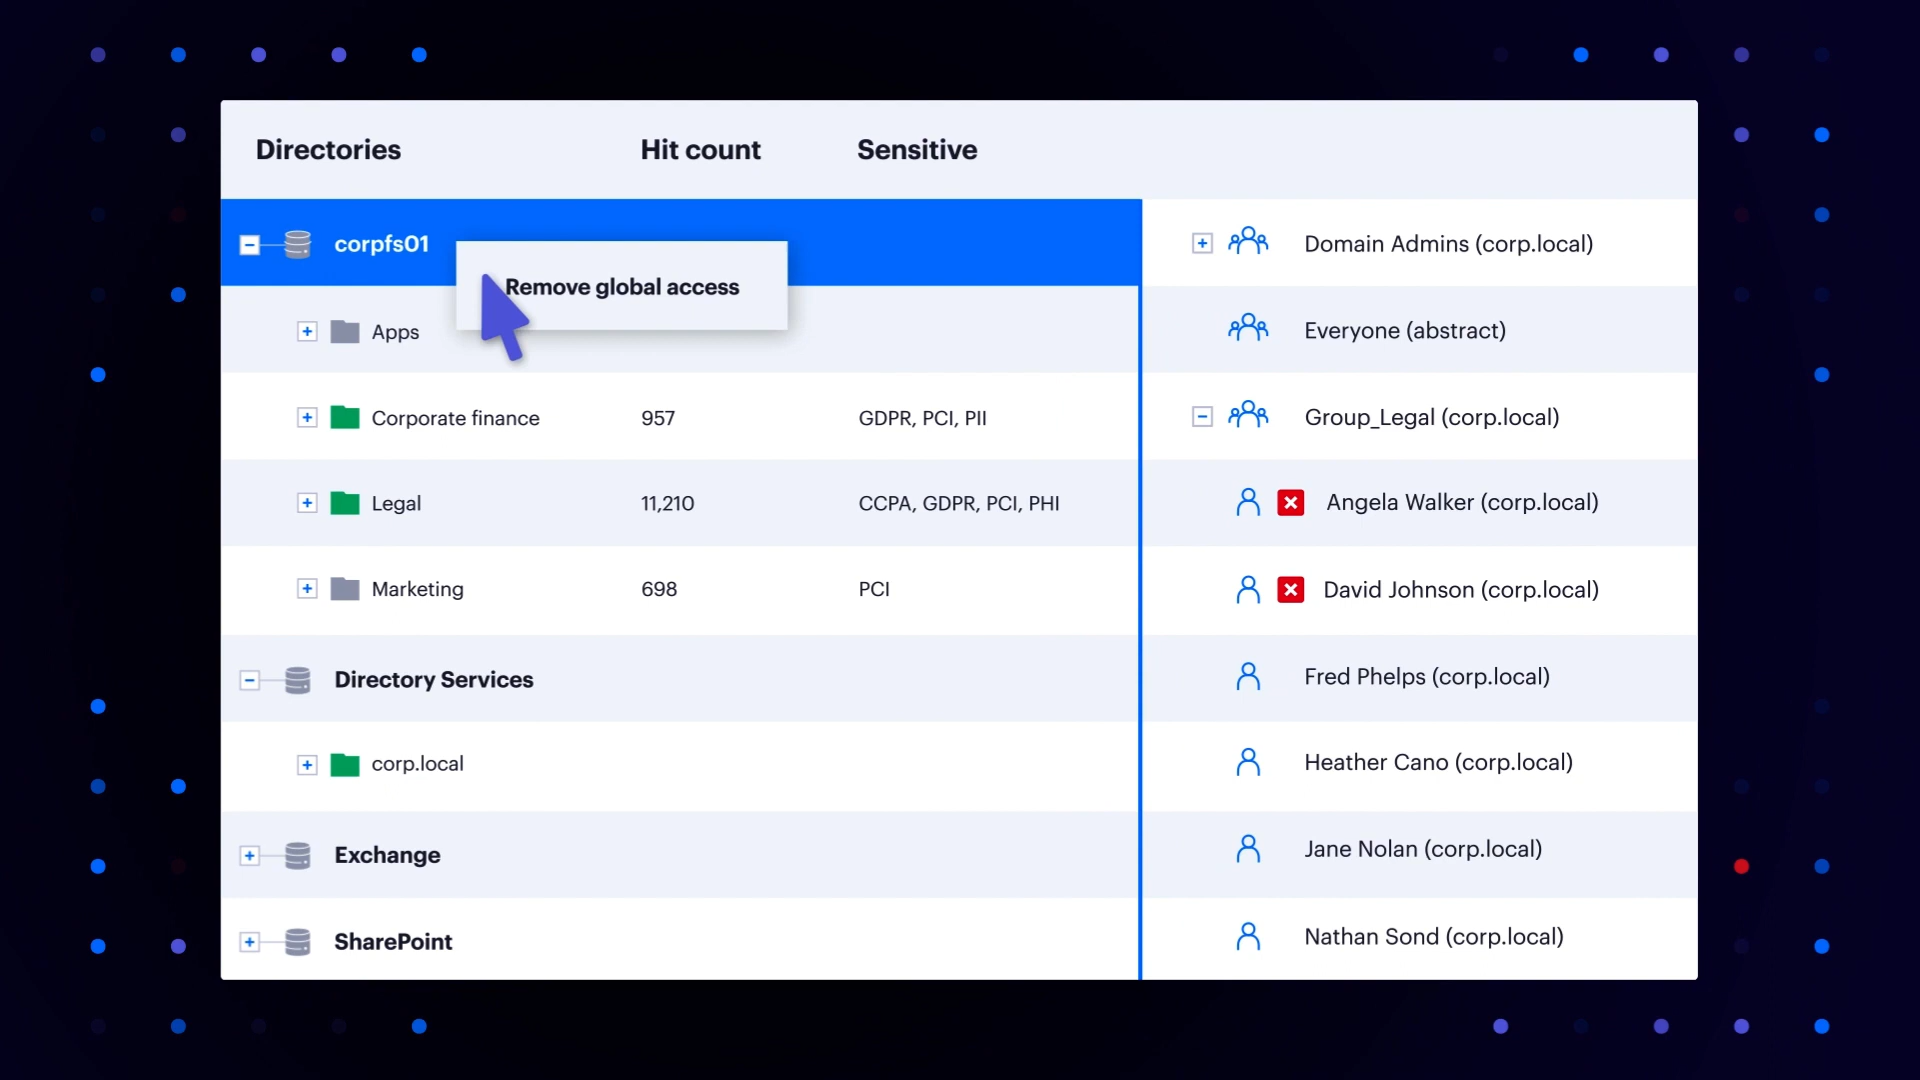 Directories Hit count Sensitive
corpfs01
Remove global access
Domain Admins (corp.local)
Apps
Everyone (abstract)
Corporate finance 957 GDPR, PCI, PII
Group_Legal (corp.local)
Legal 11,210 CCPA, GDPR, PCI, PHI
Angela Walker (corp.local)
Marketing 698 PCI
David Johnson (corp.local)
Directory Services
Fred Phelps (corp.local)
corp.local
Heather Cano (corp.local)
Exchange
Jane Nolan (corp.local)
SharePoint
Nathan Sond (corp.local)